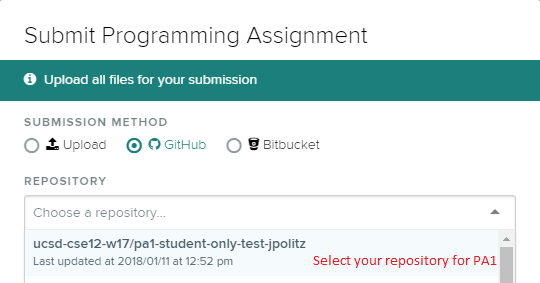 Submit Programming Assignment
Upload all files for your submission
SUBMISSION METHOD
Upload GitHub Bitbucket
REPOSITORY
Choose a repository...
ucsd-cse12-w17/pa1-student-only-test-jpolitz
Last updated at 2018/01/11 at 12:52 pm Select your repository for PA1